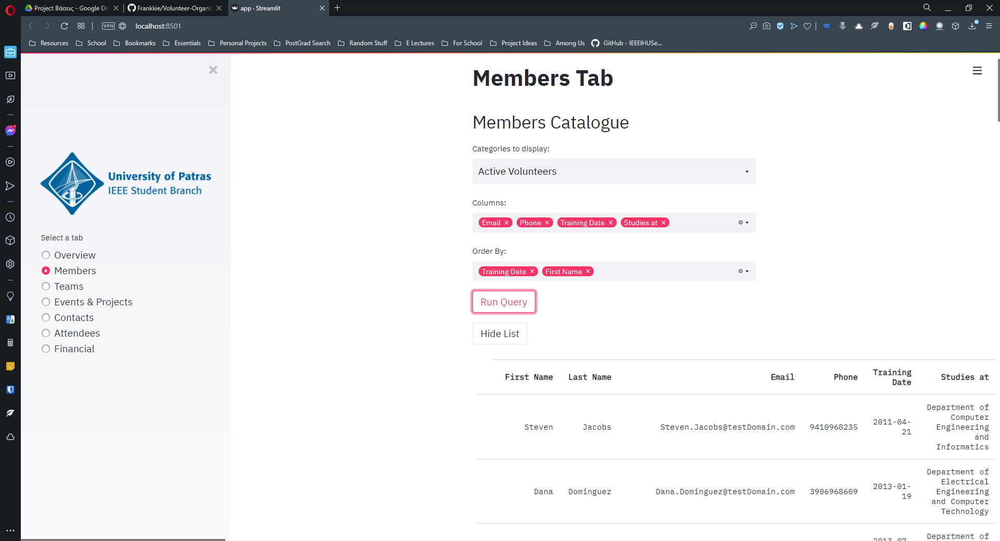 Project Βάσεις - Google Dri
Frankkie/Volunteer-Organiz
app · Streamlit
VPN
localhost:8501
Resources
School
Bookmarks
Essentials
Personal Projects
PostGrad Search
Random Stuff
E Lectures
For School
Project Ideas
Among Us
GitHub - IEEEIHUSe...
University of Patras
IEEE Student Branch
Select a tab
Overview
Members
Teams
Events & Projects
Contacts
Attendees
Financial
Members Tab
Members Catalogue
Categories to display:
Active Volunteers
Columns:
Email Phone Training Date Studies at
Order By:
Training Date First Name
Run Query
Hide List
First Name Last Name Email Phone Training Date Studies at
Steven Jacobs Steven.Jacobs@testDomain.com 9410968235 2011-04-21 Department of Computer Engineering and Informatics
Dana Dominguez Dana.Dominguez@testDomain.com 3906968609 2013-01-19 Department of Electrical Engineering and Computer Technology
2013-07- Department of